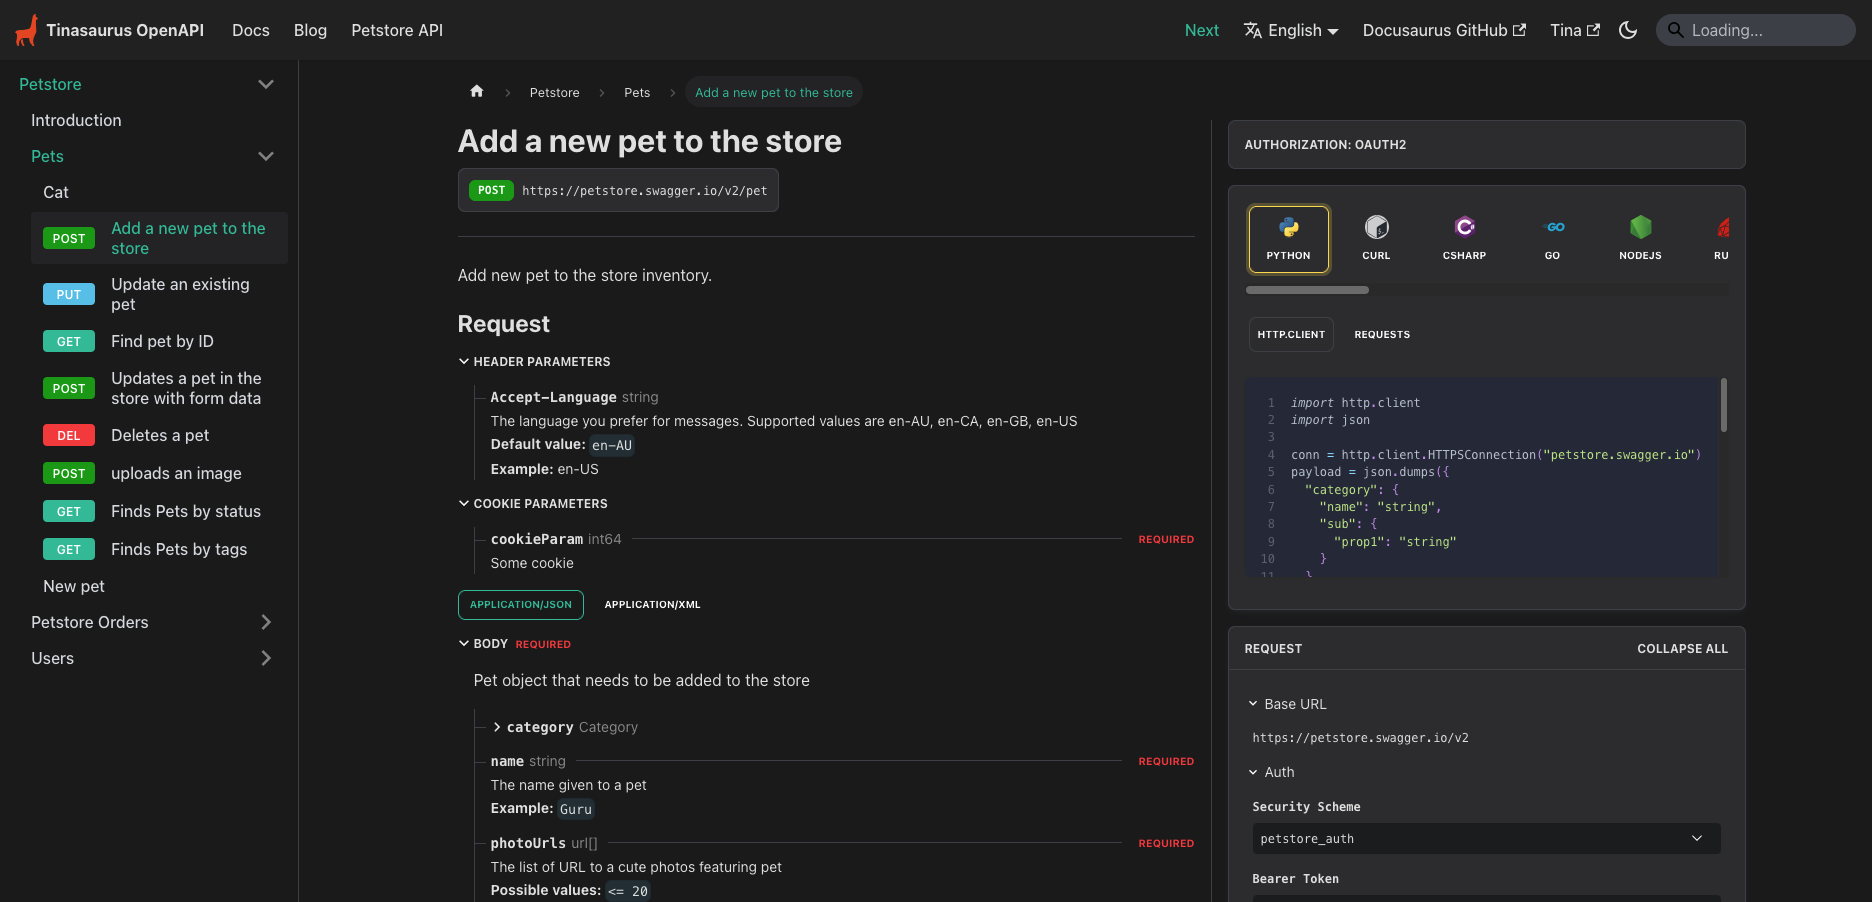 Tinasaurus OpenAPI
Docs
Blog
Petstore API
Next
English
Docusaurus GitHub
Tina
Loading...
Petstore
Introduction
Pets
Cat
POST Add a new pet to the
store
PUT Update an existing
pet
GET Find pet by ID
POST Updates a pet in the
store with form data
DEL Deletes a pet
POST uploads an image
GET Finds Pets by status
GET Finds Pets by tags
New pet
Petstore Orders
Users
Petstore
Pets
Add a new pet to the store
Add a new pet to the store
POST https://petstore.swagger.io/v2/pet
Add new pet to the store inventory.
Request
HEADER PARAMETERS
Accept-Language string
The language you prefer for messages. Supported values are en-AU, en-CA, en-GB, en-US
Default value: en-AU
Example: en-US
COOKIE PARAMETERS
cookieParam int64 REQUIRED
Some cookie
APPLICATION/JSON
APPLICATION/XML
BODY REQUIRED
Pet object that needs to be added to the store
category Category
name string REQUIRED
The name given to a pet
Example: Guru
photoUrls url[] REQUIRED
The list of URL to a cute photos featuring pet
Possible values: <= 20
AUTHORIZATION: OAUTH2
PYTHON
CURL
CSHARP
GO
NODEJS
RU
HTTP.CLIENT
REQUESTS
1 import http.client
2 import json
3
4 conn = http.client.HTTPSConnection("petstore.swagger.io")
5 payload = json.dumps({
6 "category": {
7 "name": "string",
8 "sub": {
9 "prop1": "string"
10 }
11 }
REQUEST
COLLAPSE ALL
Base URL
https://petstore.swagger.io/v2
Auth
Security Scheme
petstore_auth
Bearer Token